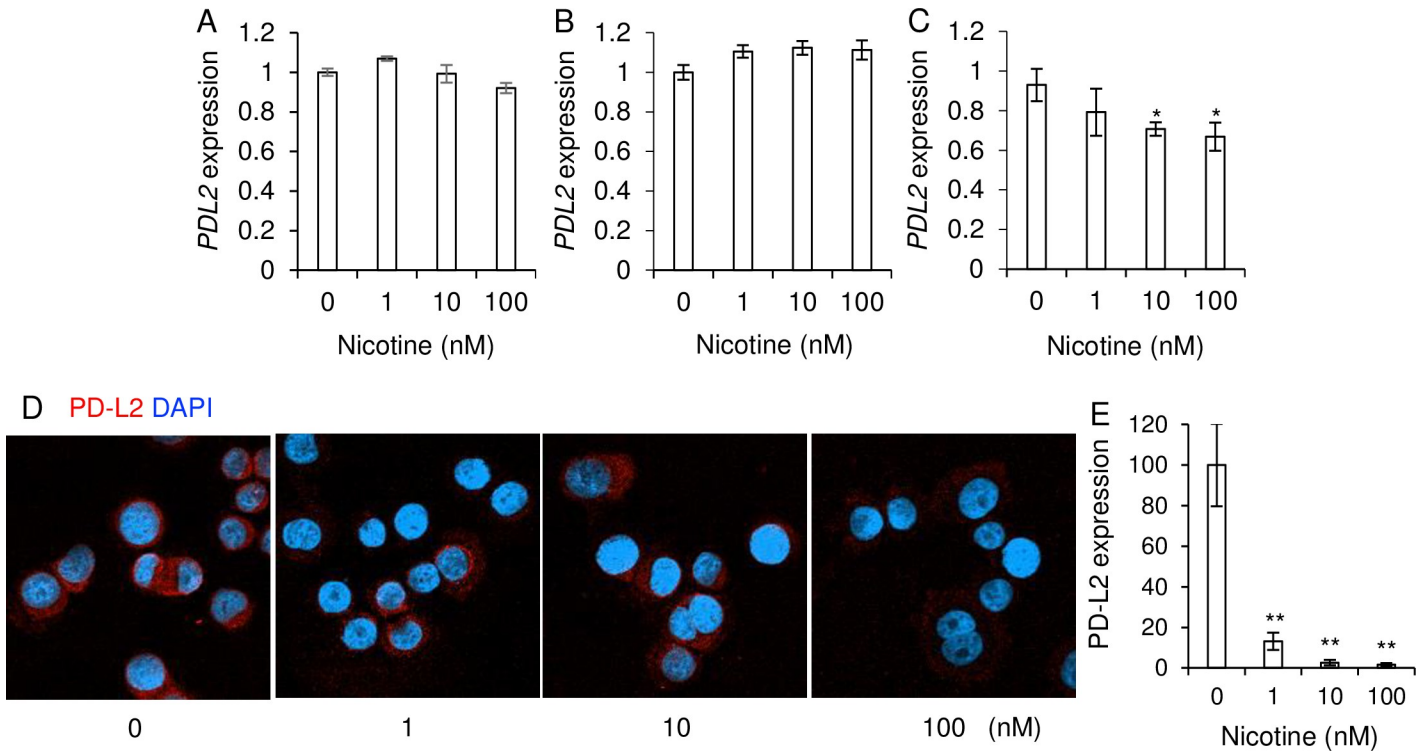 A
PDL2 expression
1.2
1
0.8
0.6
0.4
0.2
0
0 1 10 100
Nicotine (nM)
B
PDL2 expression
1.2
1
0.8
0.6
0.4
0.2
0
0 1 10 100
Nicotine (nM)
C
PDL2 expression
1.2
1
0.8
0.6
0.4
0.2
0
* *
0 1 10 100
Nicotine (nM)
D PD-L2 DAPI
0 1 10 100 (nM)
E
PD-L2 expression
120
100
80
60
40
20
0
** ** **
0 1 10 100
Nicotine (nM)